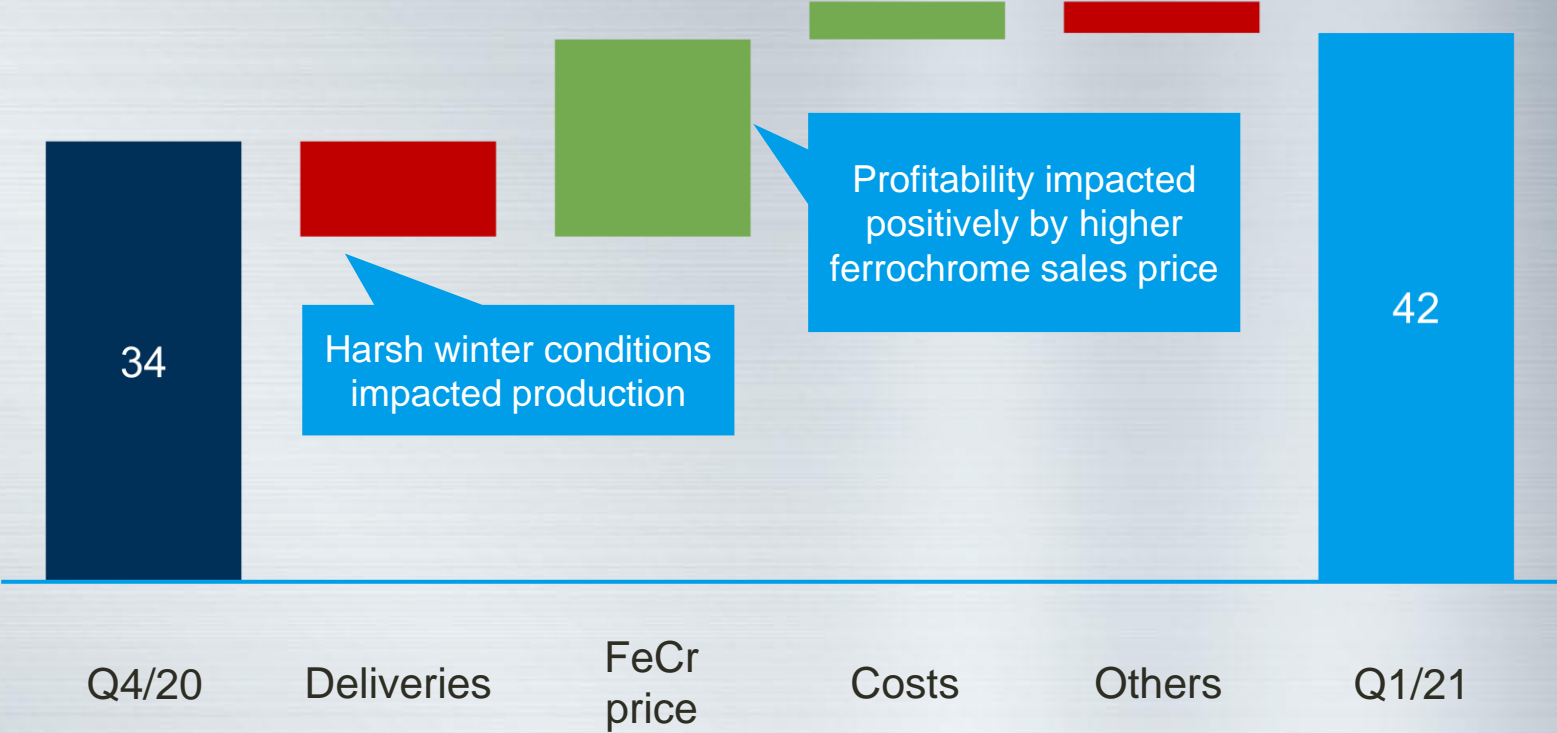 Profitability impacted
positively by higher
ferrochrome sales price
34
Harsh winter conditions
impacted production
42
Q4/20
Deliveries
FeCr
price
Costs
Others
Q1/21